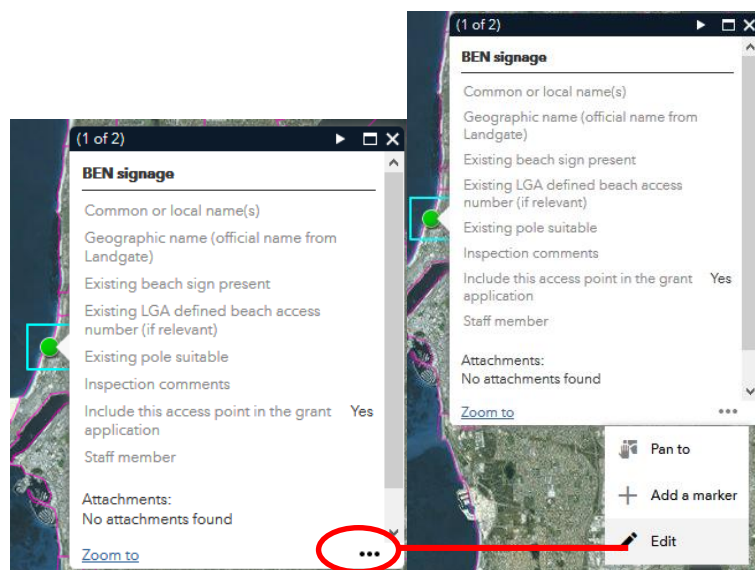 (1 of 2)
BEN signage
Common or local name(s)
Geographic name (official name from
Landgate)
Existing beach sign present
Existing LGA defined beach access
number (if relevant)
Existing pole suitable
Inspection comments
Include this access point in the grant Yes
application
Staff member
Attachments:
No attachments found
Zoom to
(1 of 2)
BEN signage
Common or local name(s)
Geographic name (official name from
Landgate)
Existing beach sign present
Existing LGA defined beach access
number (if relevant)
Existing pole suitable
Inspection comments
Include this access point in the grant Yes
application
Staff member
Attachments:
No attachments found
Zoom to
Pan to
Add a marker
Edit